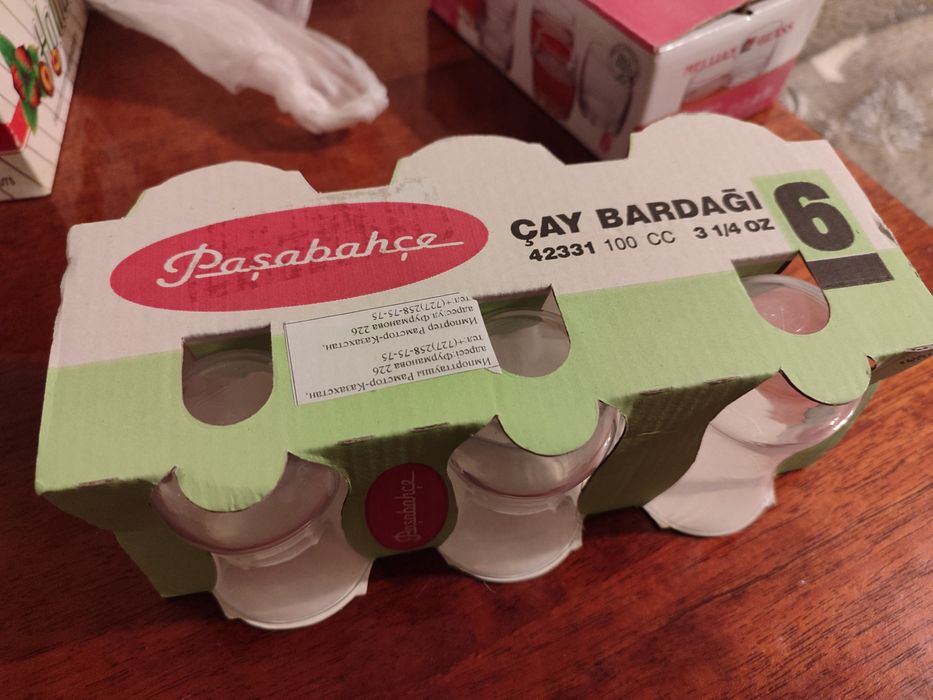 Paşabahçe
ÇAY BARDAĞI
42331 100 CC 3 1/4 OZ
6
Импорттаушы Рамстор-Казахстан,
адресі Фурманова 226
тел:+(727)258-75-75
Импортер Рамстор-Казахстан,
адрес:ул Фурманова 226
тел:+(727)258-75-75
Paşabahçe